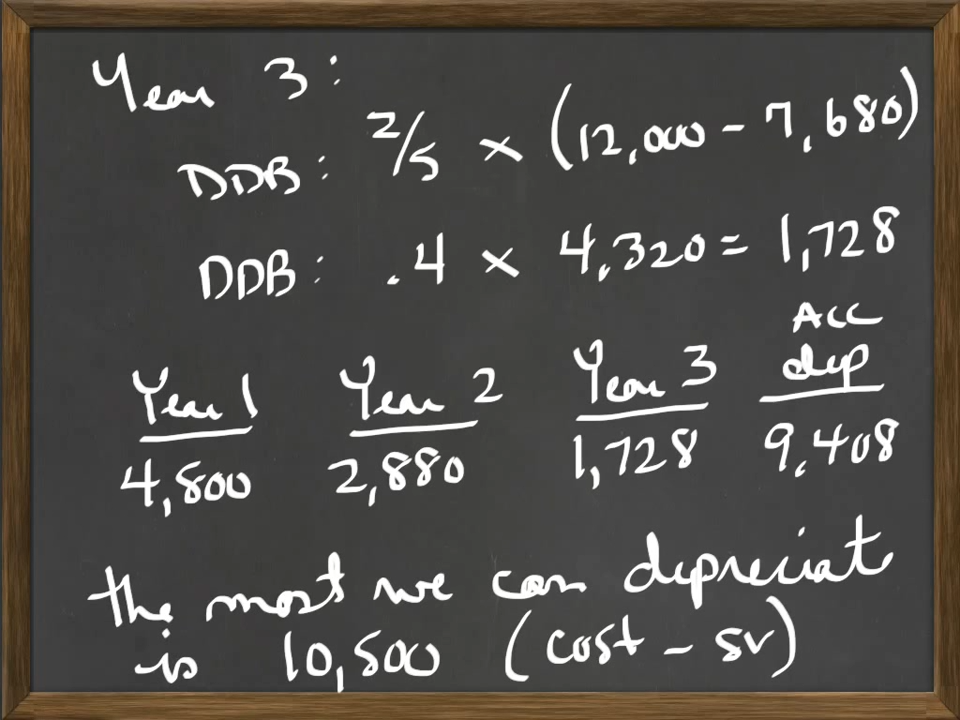 Year 3:
DDB: 2/5 × (12,000 - 7,680)
DDB: .4 × 4,320 = 1,728
Year 1 Year 2 Year 3 Acc dep
4,800 2,880 1,728 9,408
the most we can depreciate
is 10,500 (cost - sv)